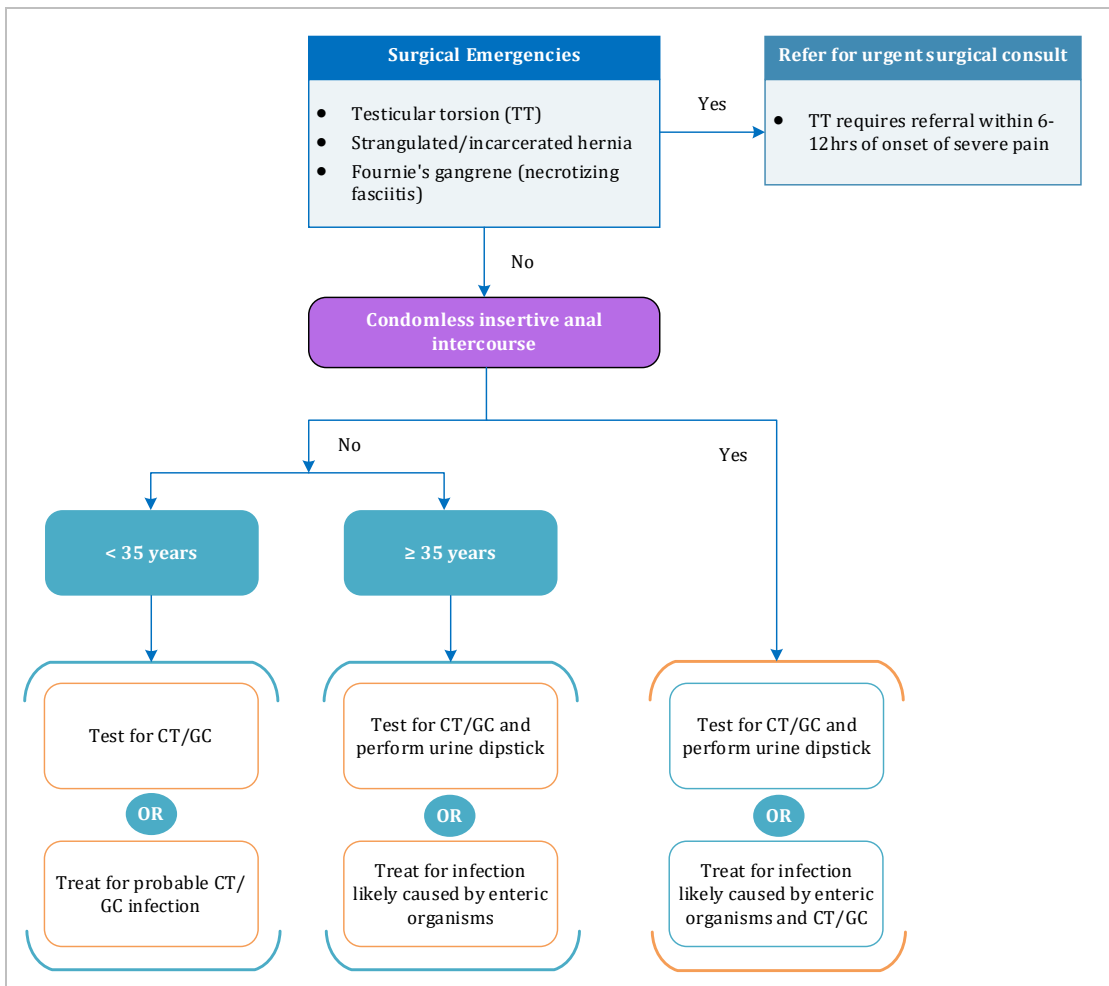 Surgical Emergencies
• Testicular torsion (TT)
• Strangulated/incarcerated hernia
• Fournie's gangrene (necrotizing
fasciitis)
Yes
Refer for urgent surgical consult
• TT requires referral within 6-
12hrs of onset of severe pain
No
Condomless insertive anal
intercourse
No
Yes
< 35 years
≥ 35 years
Test for CT/GC
OR
Treat for probable CT/
GC infection
Test for CT/GC and
perform urine dipstick
OR
Treat for infection
likely caused by enteric
organisms
Test for CT/GC and
perform urine dipstick
OR
Treat for infection
likely caused by enteric
organisms and CT/GC